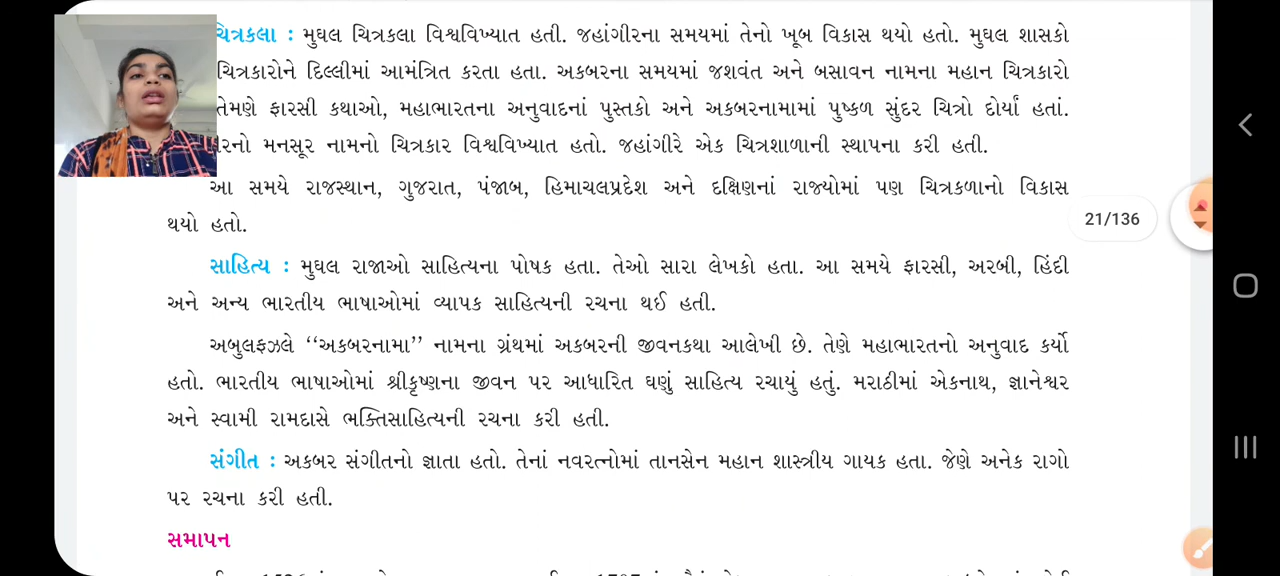 ચિત્રકલા : મુઘલ ચિત્રકલા વિશ્વવિખ્યાત હતી. જહાંગીરના સમયમાં તેનો ખૂબ વિકાસ થયો હતો. મુઘલ શાસકો
ચિત્રકારોને દિલ્લીમાં આમંત્રિત કરતા હતા. અકબરના સમયમાં જશવંત અને બસાવન નામના મહાન ચિત્રકારો
તેમણે ફારસી કથાઓ, મહાભારતના અનુવાદનાં પુસ્તકો અને અકબરનામામાં પુષ્કળ સુંદર ચિત્રો દોર્યાં હતાં.
મનસૂર નામનો ચિત્રકાર વિશ્વવિખ્યાત હતો. જહાંગીરે એક ચિત્રશાળાની સ્થાપના કરી હતી.
આ સમયે રાજસ્થાન, ગુજરાત, પંજાબ, હિમાચલપ્રદેશ અને દક્ષિણનાં રાજ્યોમાં પણ ચિત્રકળાનો વિકાસ
થયો હતો.
21/136
સાહિત્ય : મુઘલ રાજાઓ સાહિત્યના પોષક હતા. તેઓ સારા લેખકો હતા. આ સમયે ફારસી, અરબી, હિંદી
અને અન્ય ભારતીય ભાષાઓમાં વ્યાપક સાહિત્યની રચના થઈ હતી.
અબુલફઝલે ‘‘અકબરનામા’’ નામના ગ્રંથમાં અકબરની જીવનકથા આલેખી છે. તેણે મહાભારતનો અનુવાદ કર્યો
હતો. ભારતીય ભાષાઓમાં શ્રીકૃષ્ણના જીવન પર આધારિત ઘણું સાહિત્ય રચાયું હતું. મરાઠીમાં એકનાથ, જ્ઞાનેશ્વર
અને સ્વામી રામદાસે ભક્તિસાહિત્યની રચના કરી હતી.
સંગીત : અકબર સંગીતનો જ્ઞાતા હતો. તેનાં નવરત્નોમાં તાનસેન મહાન શાસ્ત્રીય ગાયક હતા. જેણે અનેક રાગો
પર રચના કરી હતી.
સમાપન